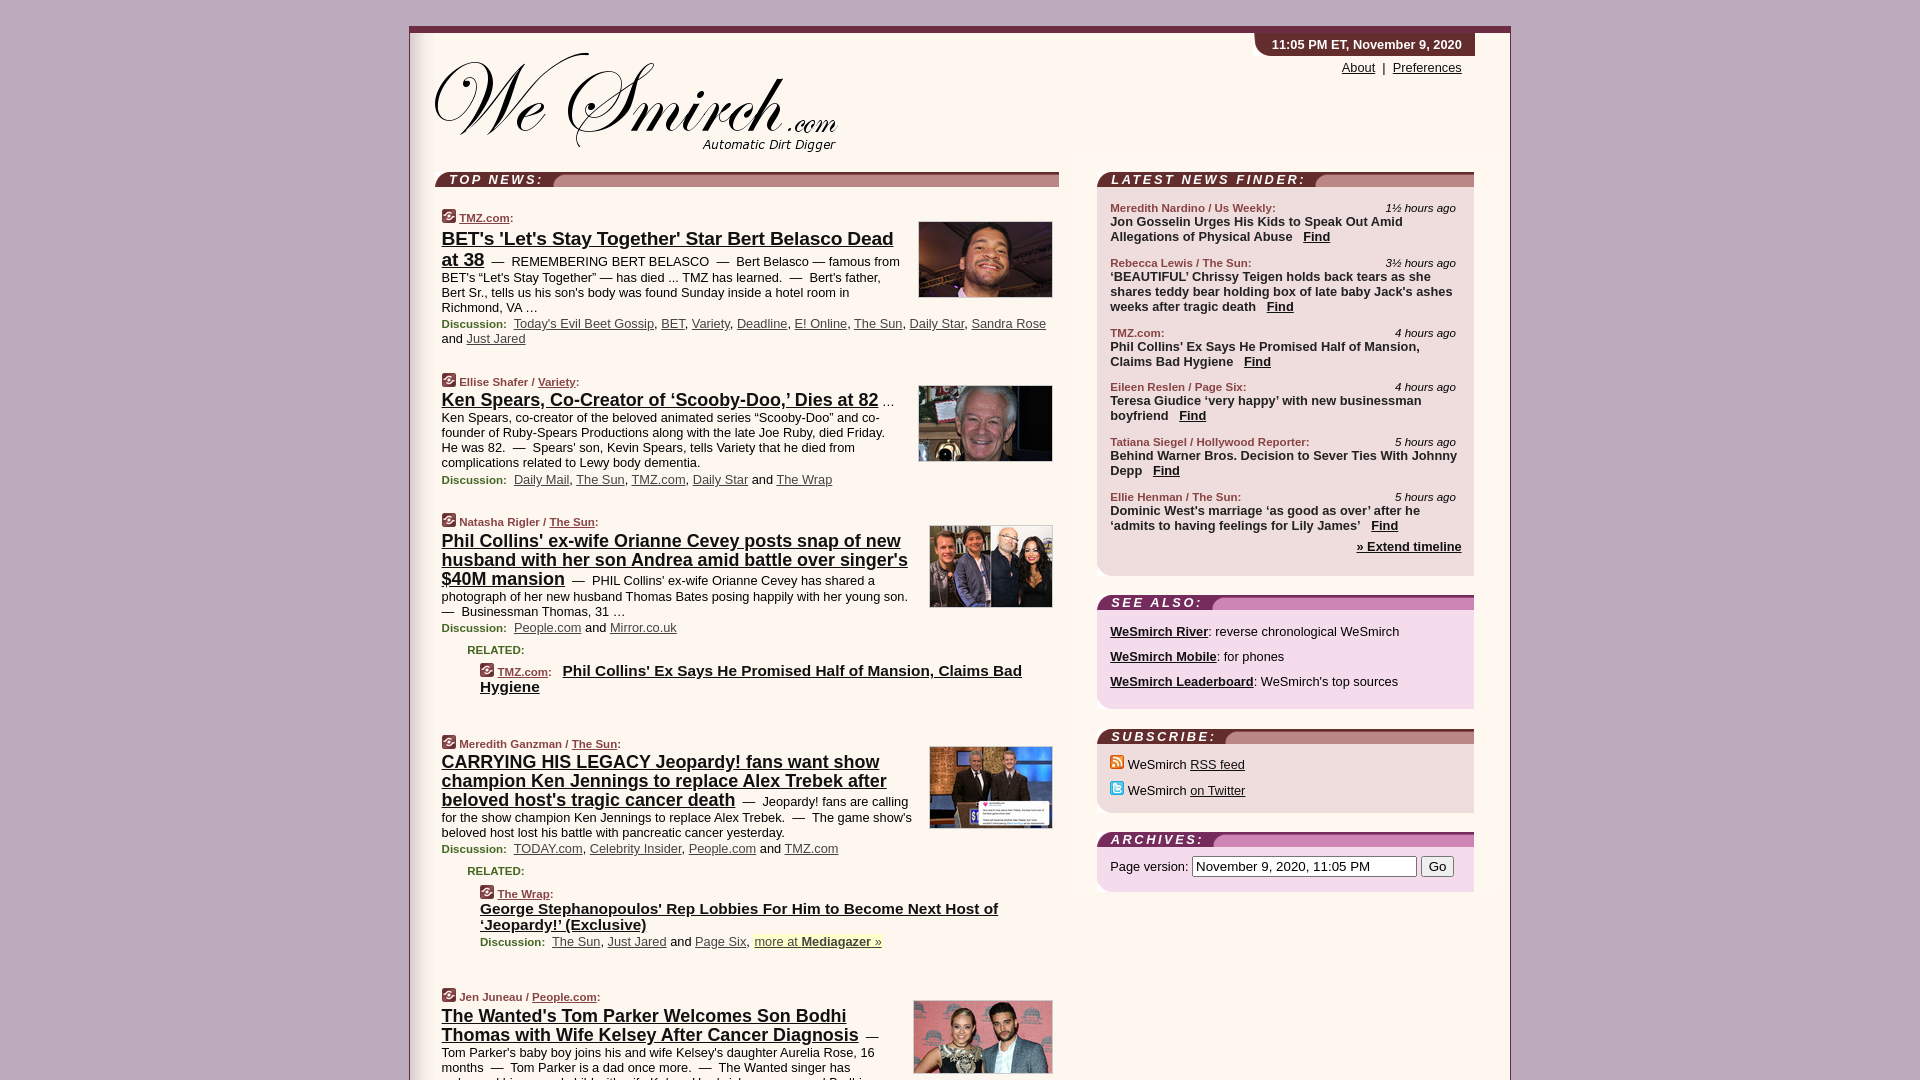 11:05 PM ET, November 9, 2020
About | Preferences
We Smirch.com
Automatic Dirt Digger
TOP NEWS:
TMZ.com:
BET's 'Let's Stay Together' Star Bert Belasco Dead
at 38 — REMEMBERING BERT BELASCO — Bert Belasco — famous from
BET's “Let's Stay Together” — has died ... TMZ has learned. — Bert's father,
Bert Sr., tells us his son's body was found Sunday inside a hotel room in
Richmond, VA …
Discussion: Today's Evil Beet Gossip, BET, Variety, Deadline, E! Online, The Sun, Daily Star, Sandra Rose
and Just Jared
Ellise Shafer / Variety:
Ken Spears, Co-Creator of ‘Scooby-Doo,’ Dies at 82 …
Ken Spears, co-creator of the beloved animated series “Scooby-Doo” and co-
founder of Ruby-Spears Productions along with the late Joe Ruby, died Friday.
He was 82. — Spears' son, Kevin Spears, tells Variety that he died from
complications related to Lewy body dementia.
Discussion: Daily Mail, The Sun, TMZ.com, Daily Star and The Wrap
Natasha Rigler / The Sun:
Phil Collins' ex-wife Orianne Cevey posts snap of new
husband with her son Andrea amid battle over singer's
$40M mansion — PHIL Collins' ex-wife Orianne Cevey has shared a
photograph of her new husband Thomas Bates posing happily with her young son.
— Businessman Thomas, 31 …
Discussion: People.com and Mirror.co.uk
RELATED:
TMZ.com: Phil Collins' Ex Says He Promised Half of Mansion, Claims Bad
Hygiene
Meredith Ganzman / The Sun:
CARRYING HIS LEGACY Jeopardy! fans want show
champion Ken Jennings to replace Alex Trebek after
beloved host's tragic cancer death — Jeopardy! fans are calling
for the show champion Ken Jennings to replace Alex Trebek. — The game show's
beloved host lost his battle with pancreatic cancer yesterday.
Discussion: TODAY.com, Celebrity Insider, People.com and TMZ.com
RELATED:
The Wrap:
George Stephanopoulos' Rep Lobbies For Him to Become Next Host of
‘Jeopardy!’ (Exclusive)
Discussion: The Sun, Just Jared and Page Six, more at Mediagazer »
Jen Juneau / People.com:
The Wanted's Tom Parker Welcomes Son Bodhi
Thomas with Wife Kelsey After Cancer Diagnosis —
Tom Parker's baby boy joins his and wife Kelsey's daughter Aurelia Rose, 16
months — Tom Parker is a dad once more. — The Wanted singer has
LATEST NEWS FINDER:
Meredith Nardino / Us Weekly: 1½ hours ago
Jon Gosselin Urges His Kids to Speak Out Amid
Allegations of Physical Abuse Find
Rebecca Lewis / The Sun: 3½ hours ago
‘BEAUTIFUL’ Chrissy Teigen holds back tears as she
shares teddy bear holding box of late baby Jack's ashes
weeks after tragic death Find
TMZ.com: 4 hours ago
Phil Collins' Ex Says He Promised Half of Mansion,
Claims Bad Hygiene Find
Eileen Reslen / Page Six: 4 hours ago
Teresa Giudice ‘very happy’ with new businessman
boyfriend Find
Tatiana Siegel / Hollywood Reporter: 5 hours ago
Behind Warner Bros. Decision to Sever Ties With Johnny
Depp Find
Ellie Henman / The Sun: 5 hours ago
Dominic West's marriage ‘as good as over’ after he
‘admits to having feelings for Lily James’ Find
» Extend timeline
SEE ALSO:
WeSmirch River: reverse chronological WeSmirch
WeSmirch Mobile: for phones
WeSmirch Leaderboard: WeSmirch's top sources
SUBSCRIBE:
WeSmirch RSS feed
WeSmirch on Twitter
ARCHIVES:
Page version: November 9, 2020, 11:05 PM Go